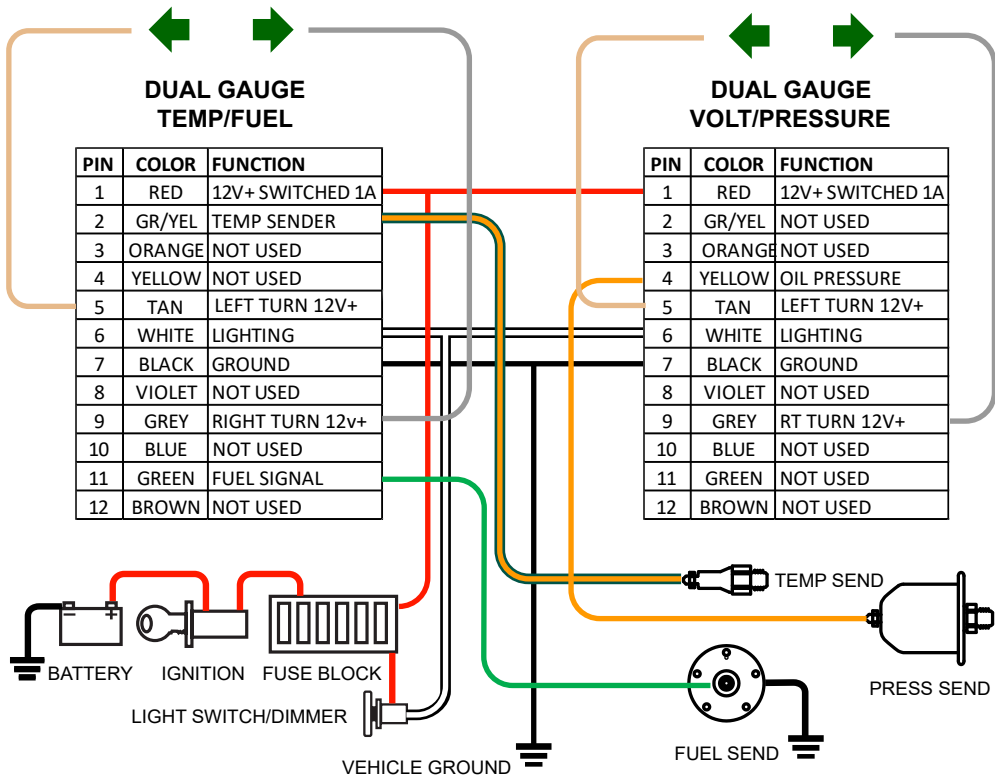 DUAL GAUGE
TEMP/FUEL
PIN COLOR FUNCTION
1 RED 12V+ SWITCHED 1A
2 GR/YEL TEMP SENDER
3 ORANGE NOT USED
4 YELLOW NOT USED
5 TAN LEFT TURN 12V+
6 WHITE LIGHTING
7 BLACK GROUND
8 VIOLET NOT USED
9 GREY RIGHT TURN 12v+
10 BLUE NOT USED
11 GREEN FUEL SIGNAL
12 BROWN NOT USED
DUAL GAUGE
VOLT/PRESSURE
PIN COLOR FUNCTION
1 RED 12V+ SWITCHED 1A
2 GR/YEL NOT USED
3 ORANGE NOT USED
4 YELLOW OIL PRESSURE
5 TAN LEFT TURN 12V+
6 WHITE LIGHTING
7 BLACK GROUND
8 VIOLET NOT USED
9 GREY RT TURN 12V+
10 BLUE NOT USED
11 GREEN NOT USED
12 BROWN NOT USED
TEMP SEND
− +
BATTERY
IGNITION
FUSE BLOCK
PRESS SEND
LIGHT SWITCH/DIMMER
FUEL SEND
VEHICLE GROUND